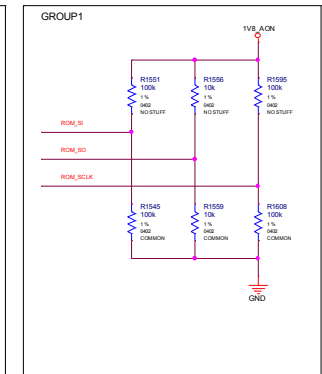 GROUP1
1V8_AON
R1551
100k
1 %
0402
NO STUFF
R1556
10k
1 %
0402
NO STUFF
R1595
100k
1 %
0402
NO STUFF
ROM_SI
ROM_SO
ROM_SCLK
R1545
100k
1 %
0402
COMMON
R1559
10k
1 %
0402
COMMON
R1608
100k
1 %
0402
COMMON
GND